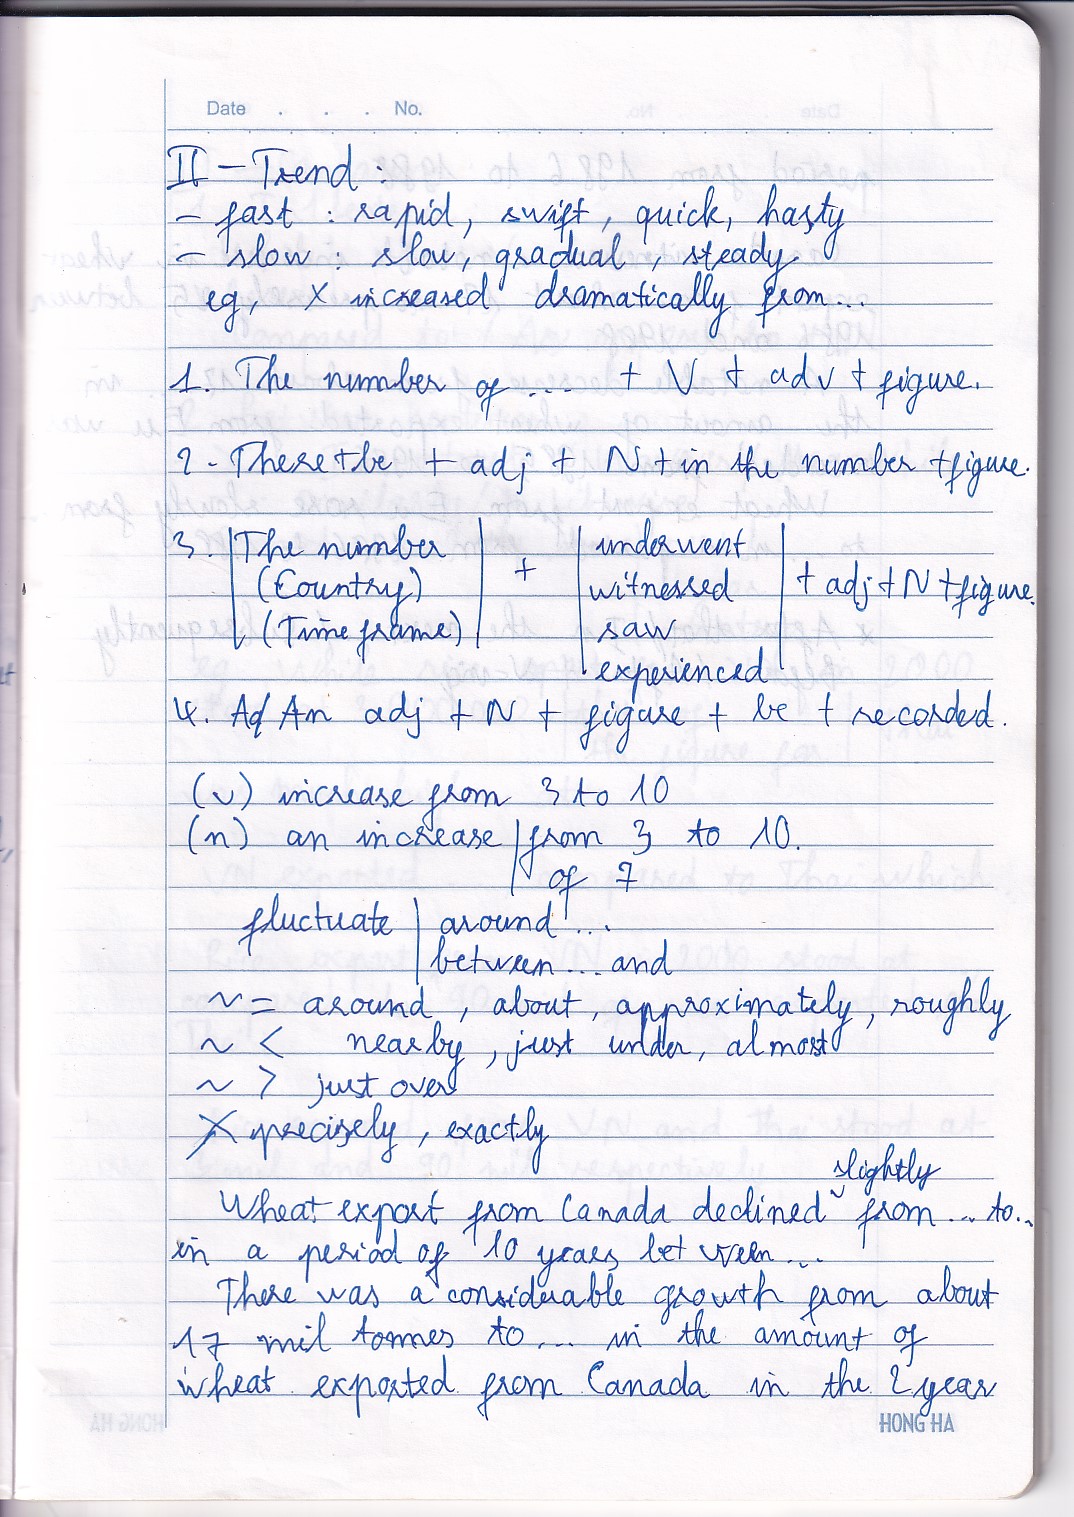 Date . . . No.
II - Trend :
- fast : rapid, swift, quick, hasty
- slow : slow, gradual, steady.
eg, X increased dramatically from...
1. The number of ... + V + adv + figure.
2. There + be + adj + N + in the number + figure.
3. The number + underwent + adj + N + figure.
(Country) witnessed
(Time frame) saw
experienced
4. A/An adj + N + figure + be + recorded.
(v) increase from 3 to 10
(n) an increase from 3 to 10.
of 7
fluctuate around ...
between ... and
~ = around, about, approximately, roughly
~ < nearby, just under, almost
~ > just over
X precisely, exactly
slightly
Wheat export from Canada declined from ... to..
in a period of 10 years between ...
There was a considuable growth from about
17 mil tonnes to ... in the amount of
wheat exported from Canada in the 2 year
HONG HA